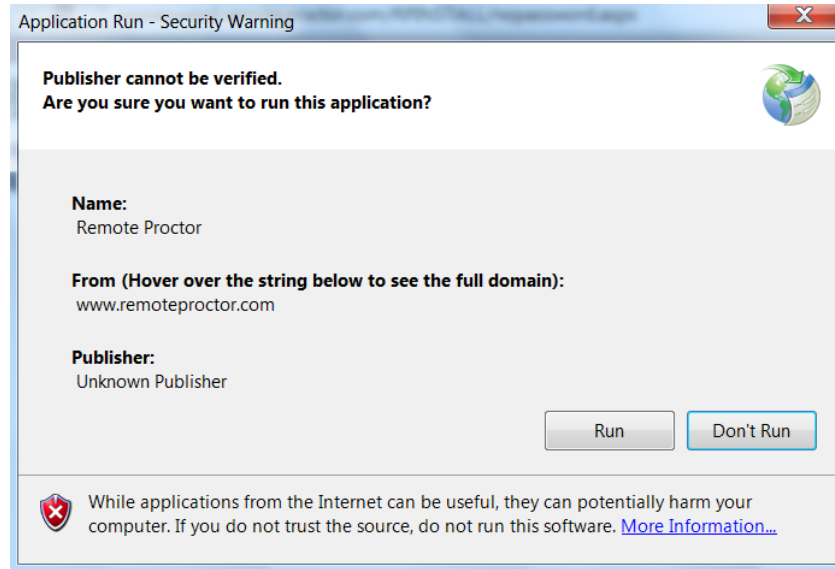 Application Run - Security Warning
Publisher cannot be verified.
Are you sure you want to run this application?
Name:
Remote Proctor
From (Hover over the string below to see the full domain):
www.remoteproctor.com
Publisher:
Unknown Publisher
Run
Don't Run
While applications from the Internet can be useful, they can potentially harm your
computer. If you do not trust the source, do not run this software. More Information...